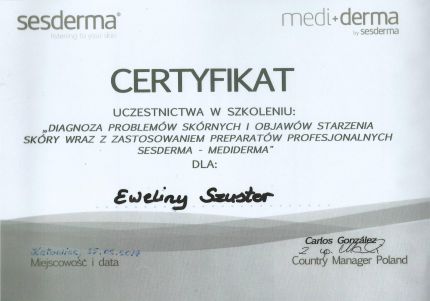 sesderma®
listening to your skin
medi+derma
by sesderma
CERTYFIKAT
UCZESTNICTWA W SZKOLENIU:
„DIAGNOZA PROBLEMÓW SKÓRNYCH I OBJAWÓW STARZENIA
SKÓRY WRAZ Z ZASTOSOWANIEM PREPARATÓW PROFESJONALNYCH
SESDERMA - MEDIDERMA”
DLA:
Eweliny Szuster
Katowice,
Miejscowość i data
Carlos González
Country Manager Poland